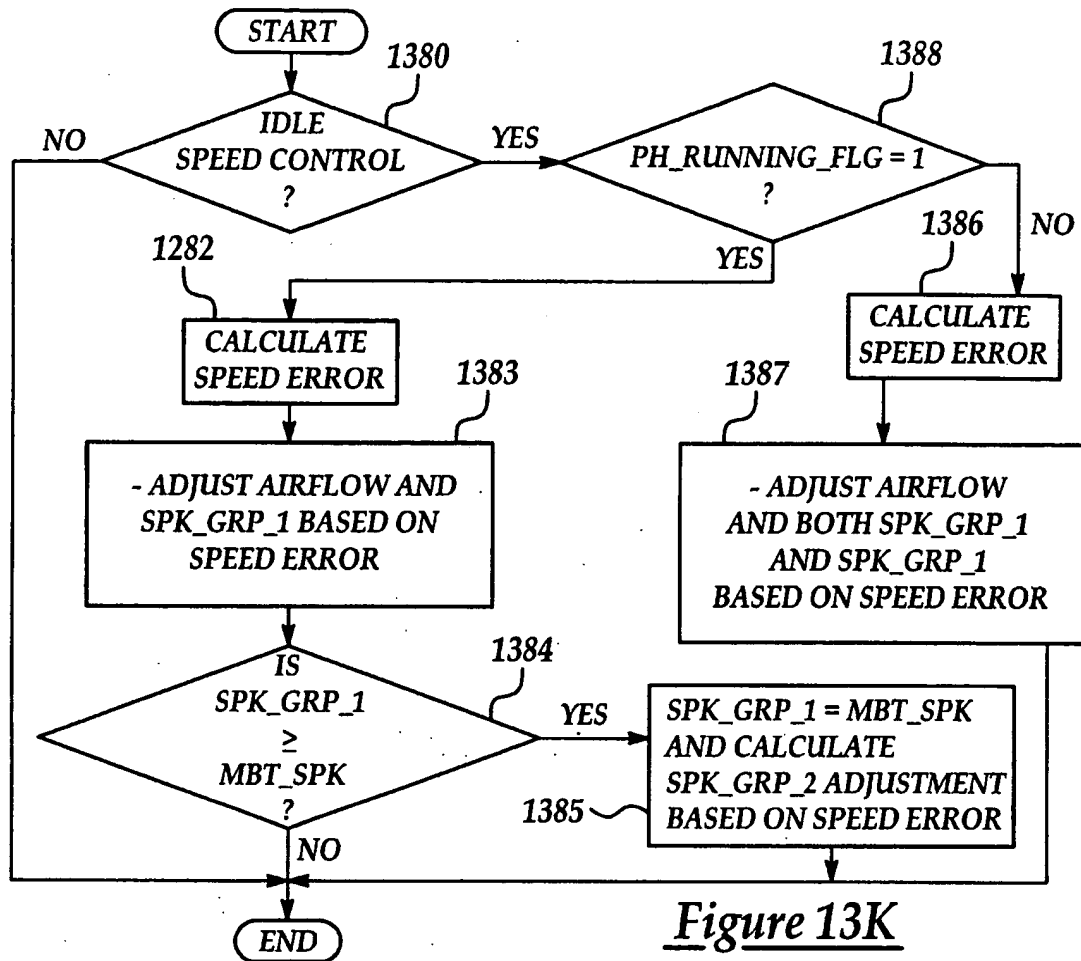 START
1380
1388
IDLE
SPEED CONTROL
?
NO
YES
PH_RUNNING_FLG = 1
?
1282
YES
1386
NO
CALCULATE
SPEED ERROR
CALCULATE
SPEED ERROR
1383
1387
- ADJUST AIRFLOW AND
SPK_GRP_1 BASED ON
SPEED ERROR
- ADJUST AIRFLOW
AND BOTH SPK_GRP_1
AND SPK_GRP_1
BASED ON SPEED ERROR
1384
IS
SPK_GRP_1
≥
MBT_SPK
?
YES
SPK_GRP_1 = MBT_SPK
AND CALCULATE
SPK_GRP_2 ADJUSTMENT
BASED ON SPEED ERROR
1385
NO
END
Figure 13K